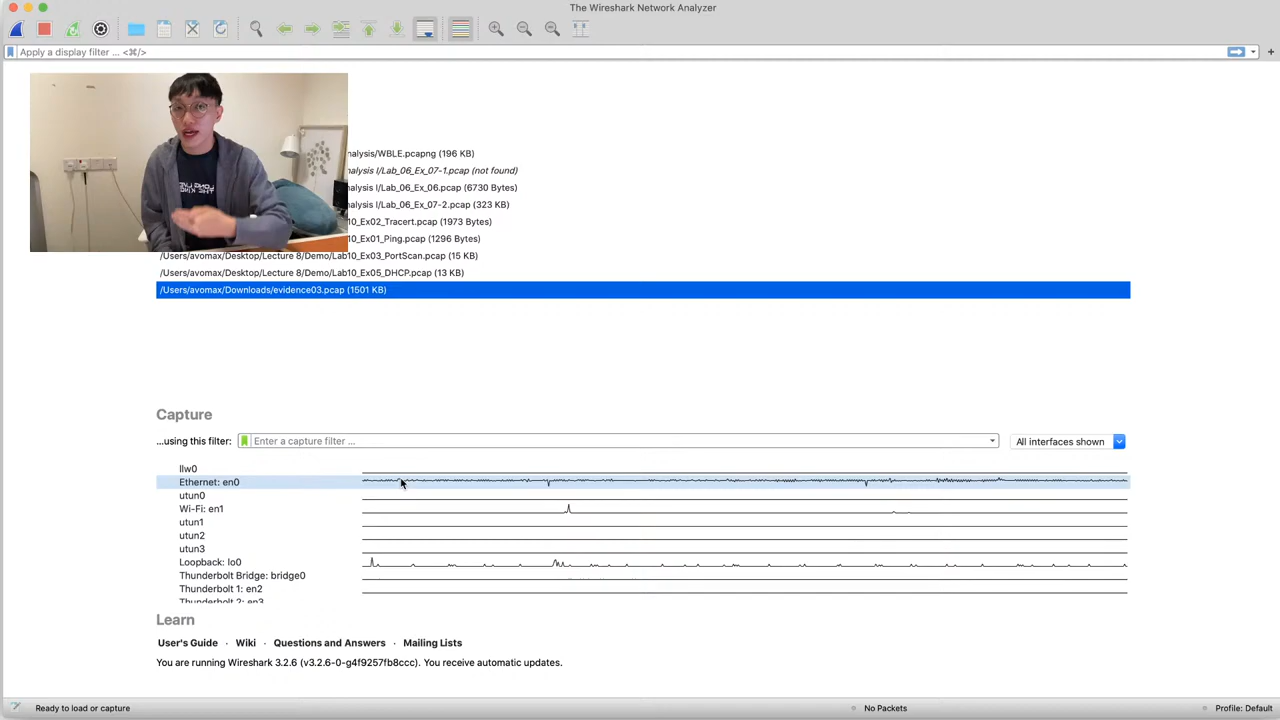 The Wireshark Network Analyzer
Apply a display filter ... <⌘/>
+
nalysis/WBLE.pcapng (196 KB)
nalysis I/Lab_06_Ex_07-1.pcap (not found)
nalysis I/Lab_06_Ex_06.pcap (6730 Bytes)
nalysis I/Lab_06_Ex_07-2.pcap (323 KB)
10_Ex02_Tracert.pcap (1973 Bytes)
10_Ex01_Ping.pcap (1296 Bytes)
/Users/avomax/Desktop/Lecture 8/Demo/Lab10_Ex03_PortScan.pcap (15 KB)
/Users/avomax/Desktop/Lecture 8/Demo/Lab10_Ex05_DHCP.pcap (13 KB)
/Users/avomax/Downloads/evidence03.pcap (1501 KB)
Capture
...using this filter: Enter a capture filter ... All interfaces shown
llw0
Ethernet: en0
utun0
Wi-Fi: en1
utun1
utun2
utun3
Loopback: lo0
Thunderbolt Bridge: bridge0
Thunderbolt 1: en2
Thunderbolt 2: en3
Learn
User's Guide · Wiki · Questions and Answers · Mailing Lists
You are running Wireshark 3.2.6 (v3.2.6-0-g4f9257fb8ccc). You receive automatic updates.
Ready to load or capture No Packets Profile: Default